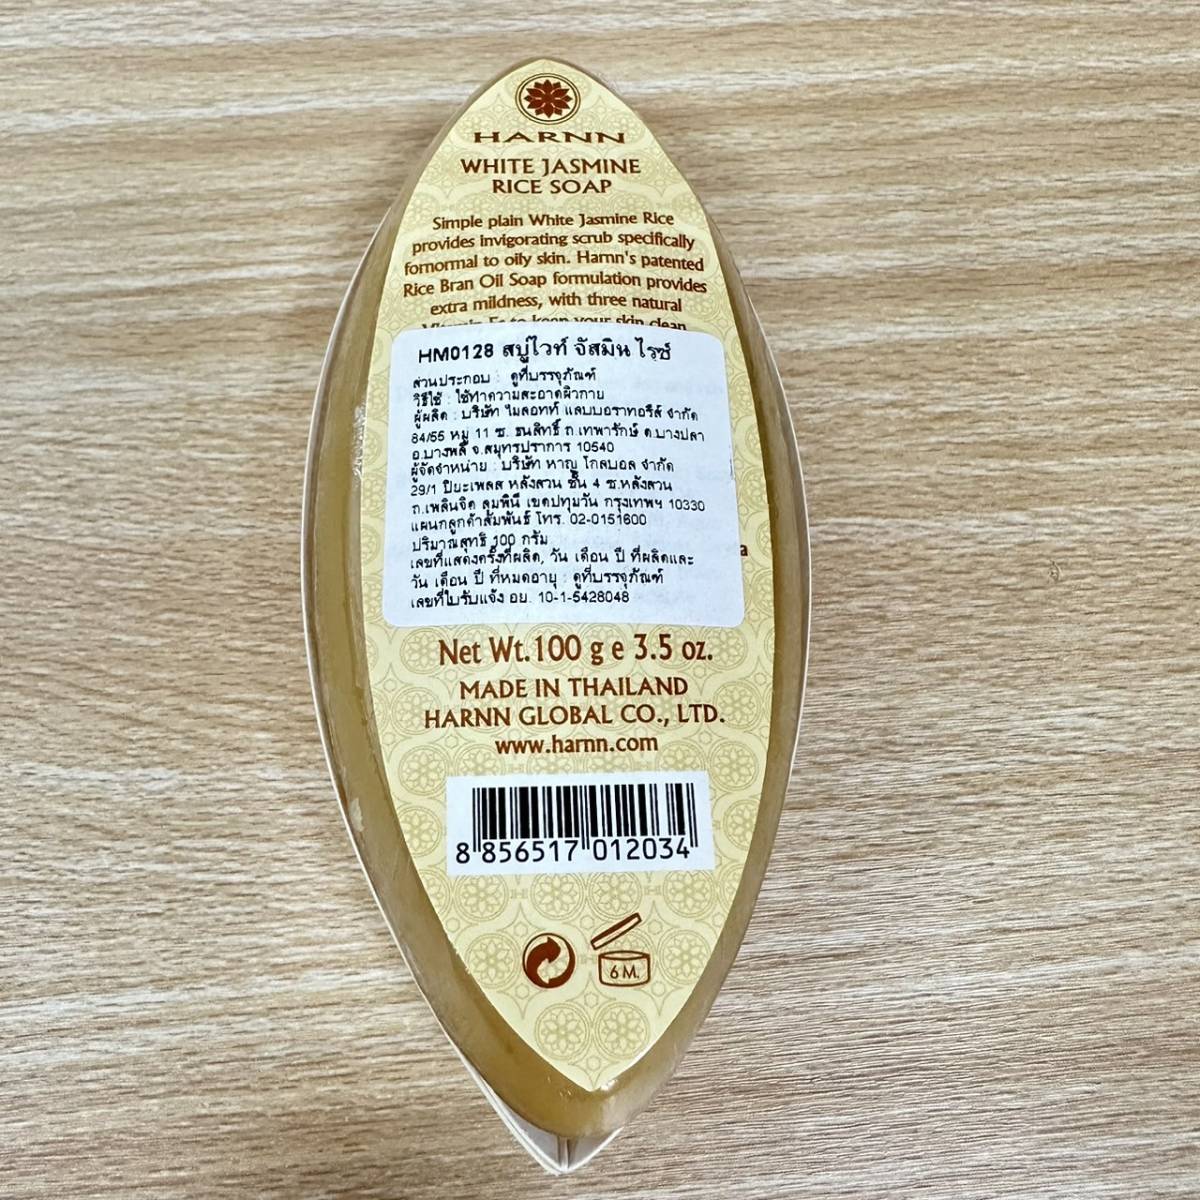 HARNN
WHITE JASMINE
RICE SOAP
Simple plain White Jasmine Rice
provides invigorating scrub specifically
fornormal to oily skin. Harnn's patented
Rice Bran Oil Soap formulation provides
extra mildness, with three natural
to keep your skin clean
HM0128 สบู่ไวท์ จัสมิน ไรซ์
ส่วนประกอบ : ดูที่บรรจุภัณฑ์
วิธีใช้ : ใช้ทำความสะอาดผิวกาย
ผู้ผลิต : บริษัท ไมลอทท์ แลบบอราทอรีส์ จำกัด
84/55 หมู่ 11 ซ. ธนสิทธิ์ ถ.เทพารักษ์ ต.บางปลา
อ.บางพลี จ.สมุทรปราการ 10540
ผู้จัดจำหน่าย : บริษัท หาญ โกลบอล จำกัด
29/1 ปิยะเพลส หลังสวน ชั้น 4 ซ.หลังสวน
ถ.เพลินจิต ลุมพินี เขตปทุมวัน กรุงเทพฯ 10330
แผนกลูกค้าสัมพันธ์ โทร. 02-0151600
ปริมาณสุทธิ 100 กรัม
เลขที่แสดงครั้งที่ผลิต, วัน เดือน ปี ที่ผลิตและ
วัน เดือน ปี ที่หมดอายุ : ดูที่บรรจุภัณฑ์
เลขที่ใบรับแจ้ง อย. 10-1-5428048
Net Wt.100 g e 3.5 oz.
MADE IN THAILAND
HARNN GLOBAL CO., LTD.
www.harnn.com
8 856517 012034
6 M.